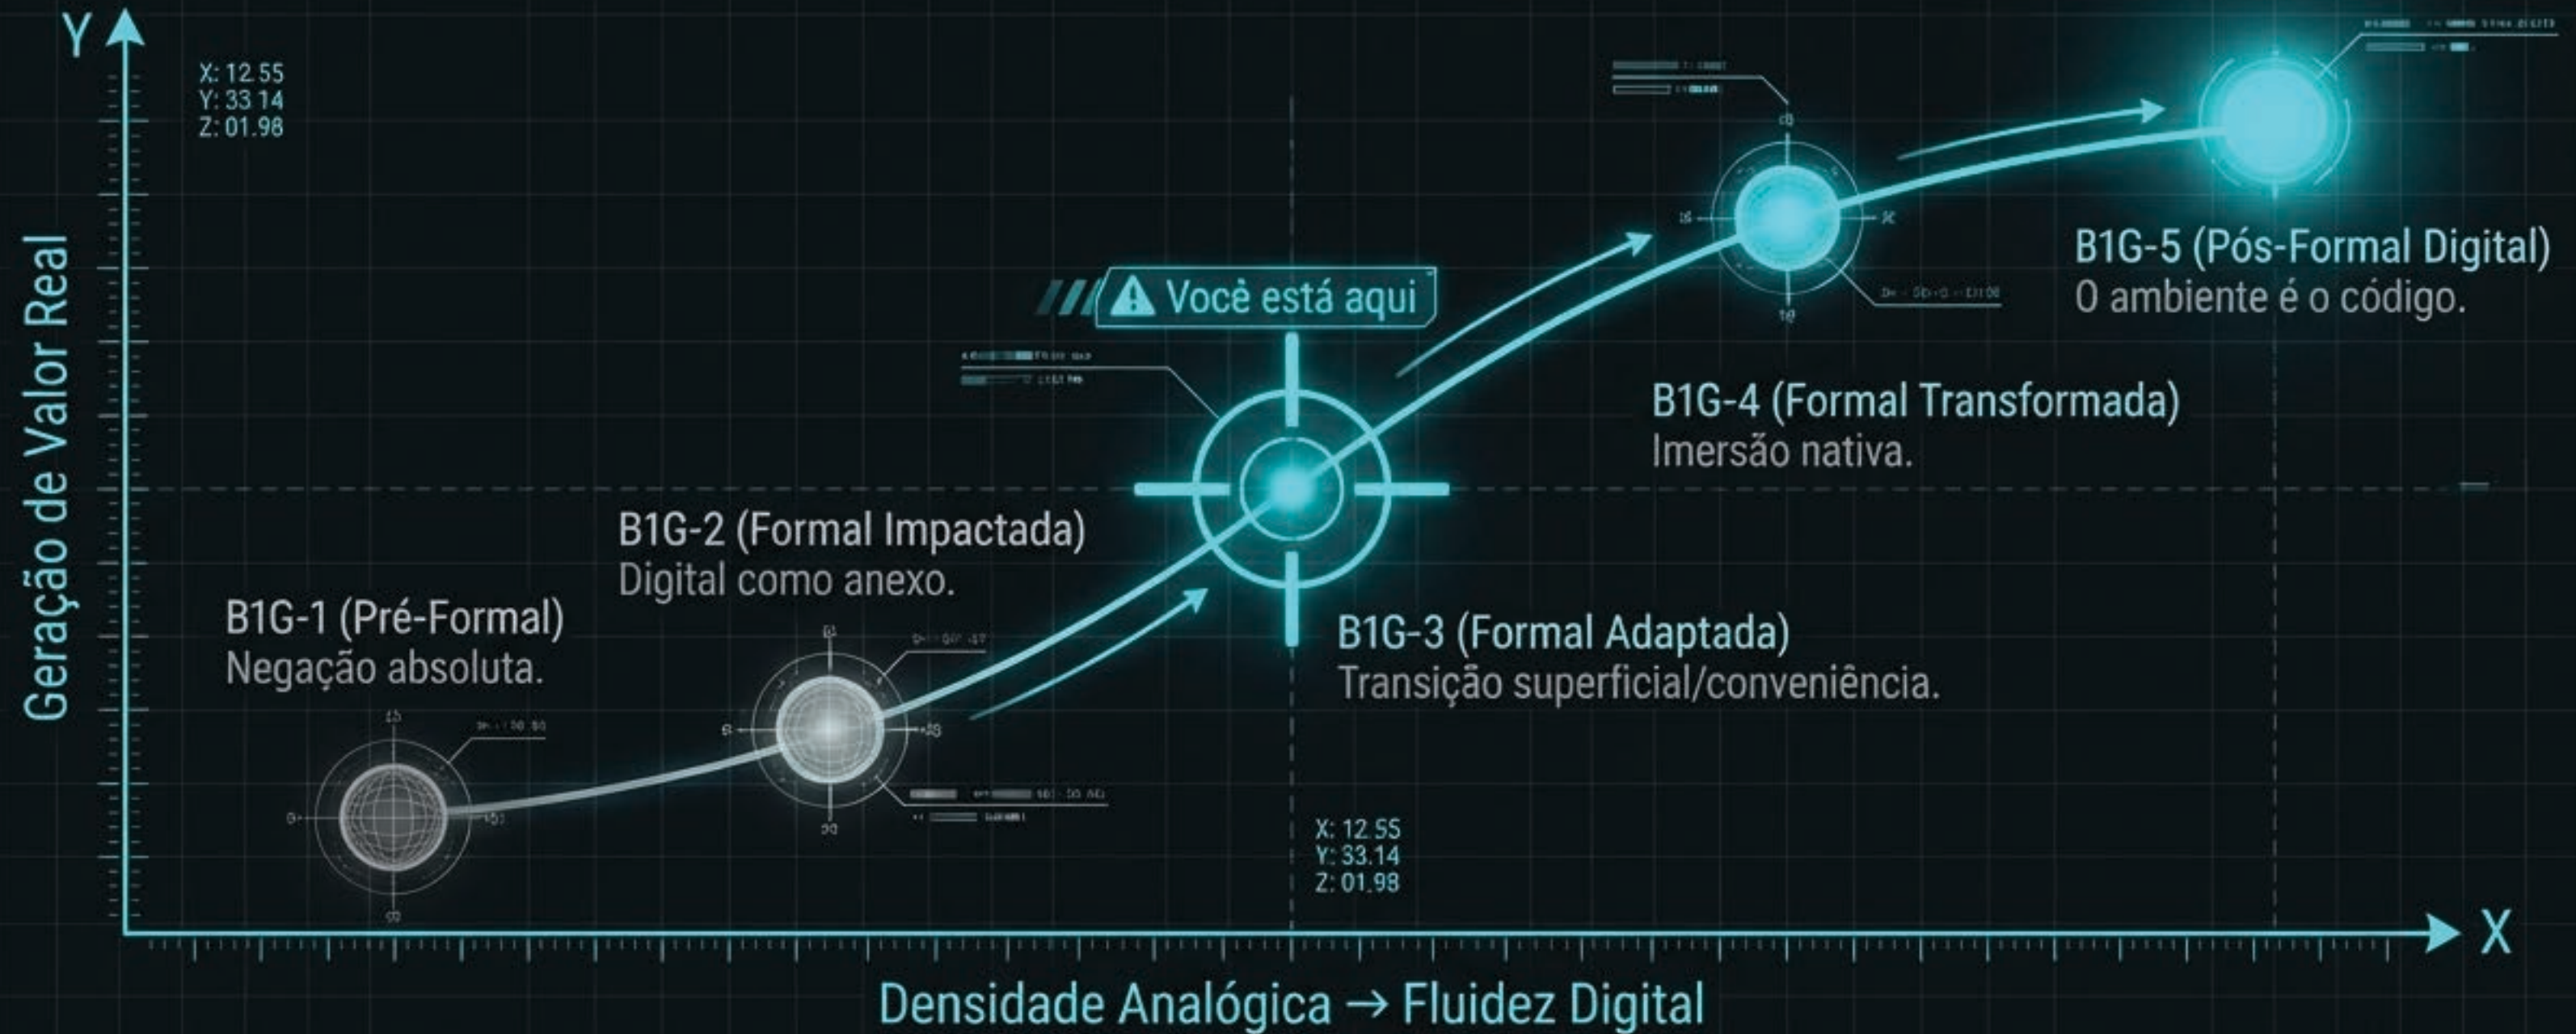 Y
X: 12.55
Y: 33 14
Z: 01.98
Geração de Valor Real
Você está aqui
B1G-5 (Pós-Formal Digital)
O ambiente é o código.
B1G-4 (Formal Transformada)
Imersão nativa.
B1G-2 (Formal Impactada)
Digital como anexo.
B1G-1 (Pré-Formal)
Negação absoluta.
B1G-3 (Formal Adaptada)
Transição superficial/conveniência.
X: 12.55
Y: 33.14
Z: 01.98
X
Densidade Analógica → Fluidez Digital